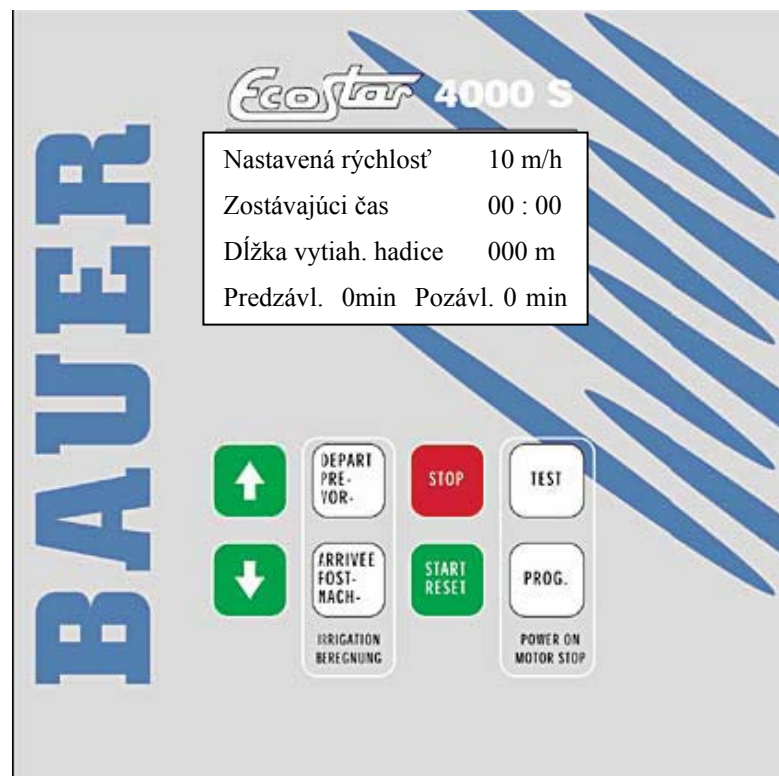 BAUER
EcoStar 4000 S
Nastavená rýchlosť 10 m/h
Zostávajúci čas 00 : 00
Dĺžka vytiah. hadice 000 m
Predzávl. 0min Pozávl. 0 min
DEPART
PRE-
VOR-
STOP
TEST
ARRIVEE
POST-
NACH-
START
RESET
PROG.
IRRIGATION
BEREGNUNG
POWER ON
MOTOR STOP